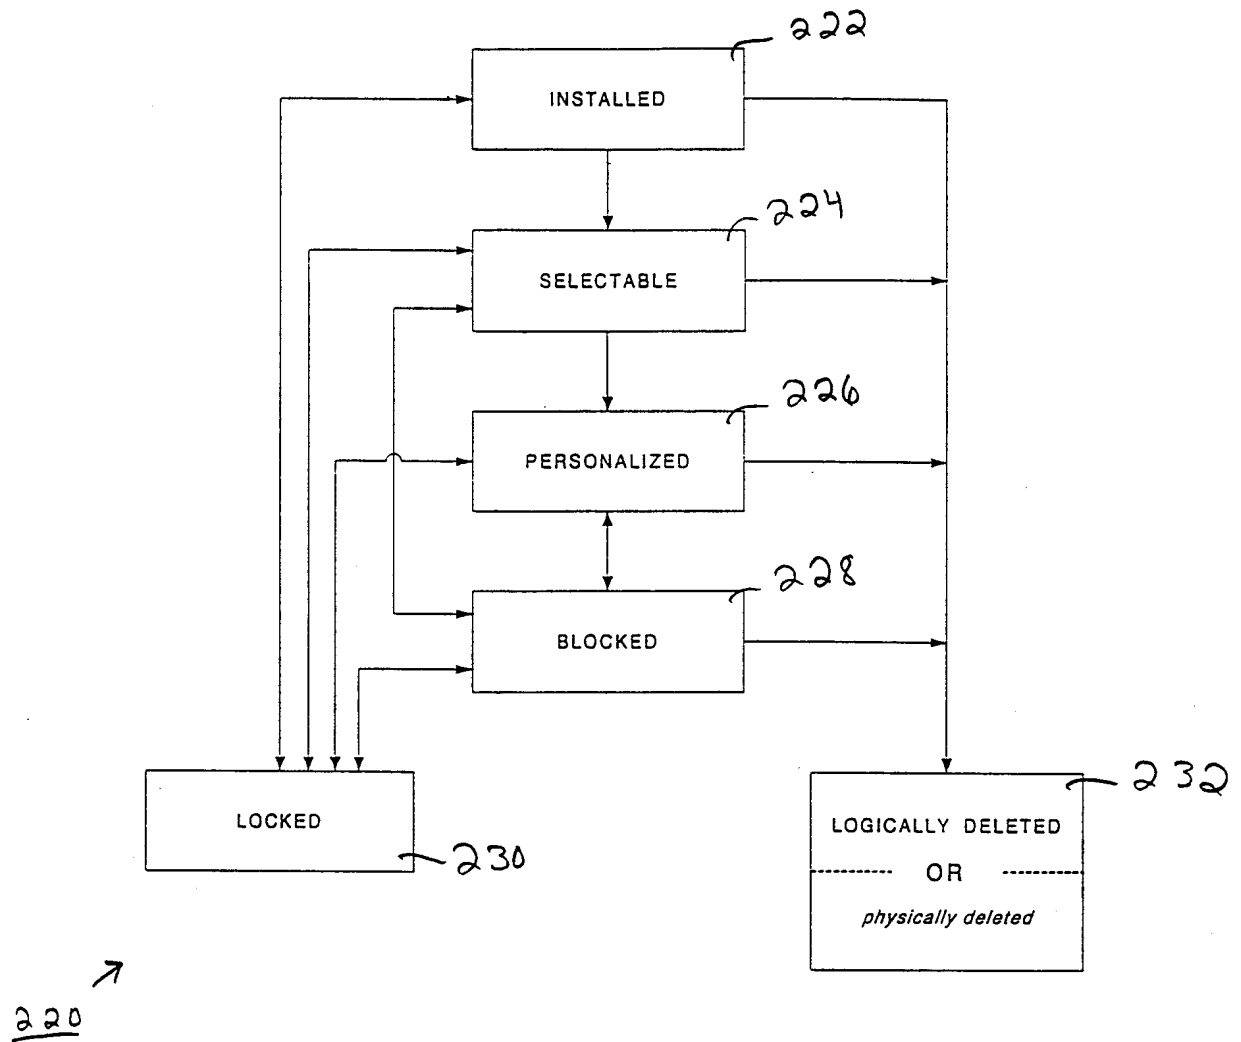 222
INSTALLED
224
SELECTABLE
226
PERSONALIZED
228
BLOCKED
232
LOCKED
230
LOGICALLY DELETED
OR
physically deleted
220